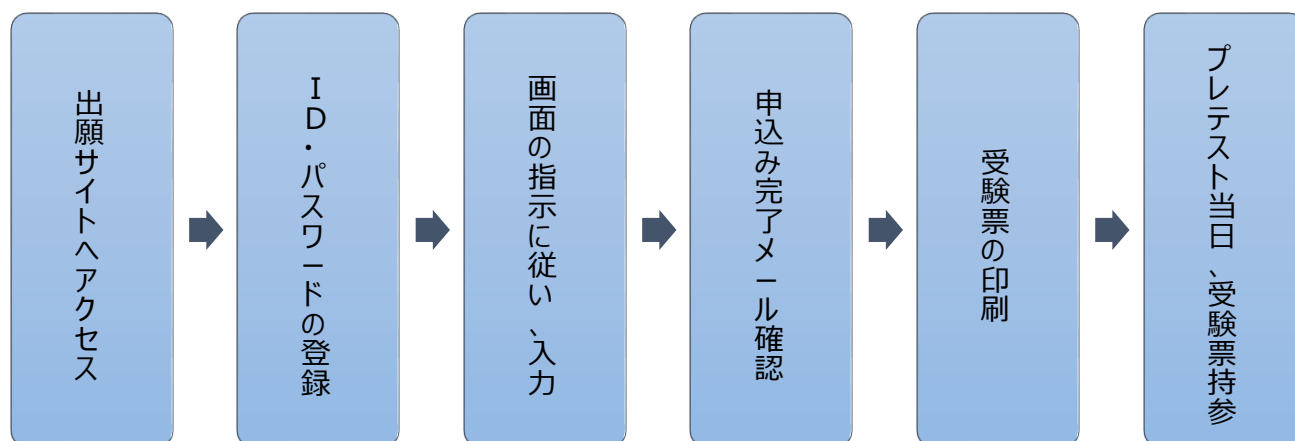 出願サイトへアクセス
ＩＤ・パスワードの登録
画面の指示に従い、入力
申込み完了メール確認
受験票の印刷
プレテスト当日、受験票持参